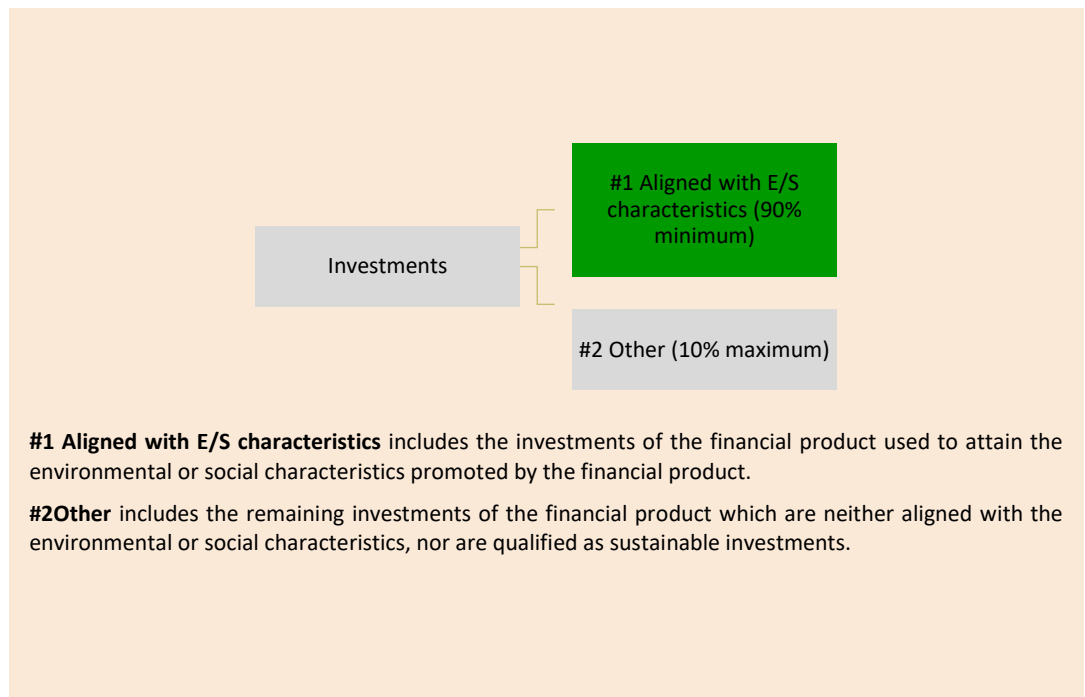 #1 Aligned with E/S
characteristics (90%
minimum)
Investments
#2 Other (10% maximum)
#1 Aligned with E/S characteristics includes the investments of the financial product used to attain the
environmental or social characteristics promoted by the financial product.
#2Other includes the remaining investments of the financial product which are neither aligned with the
environmental or social characteristics, nor are qualified as sustainable investments.